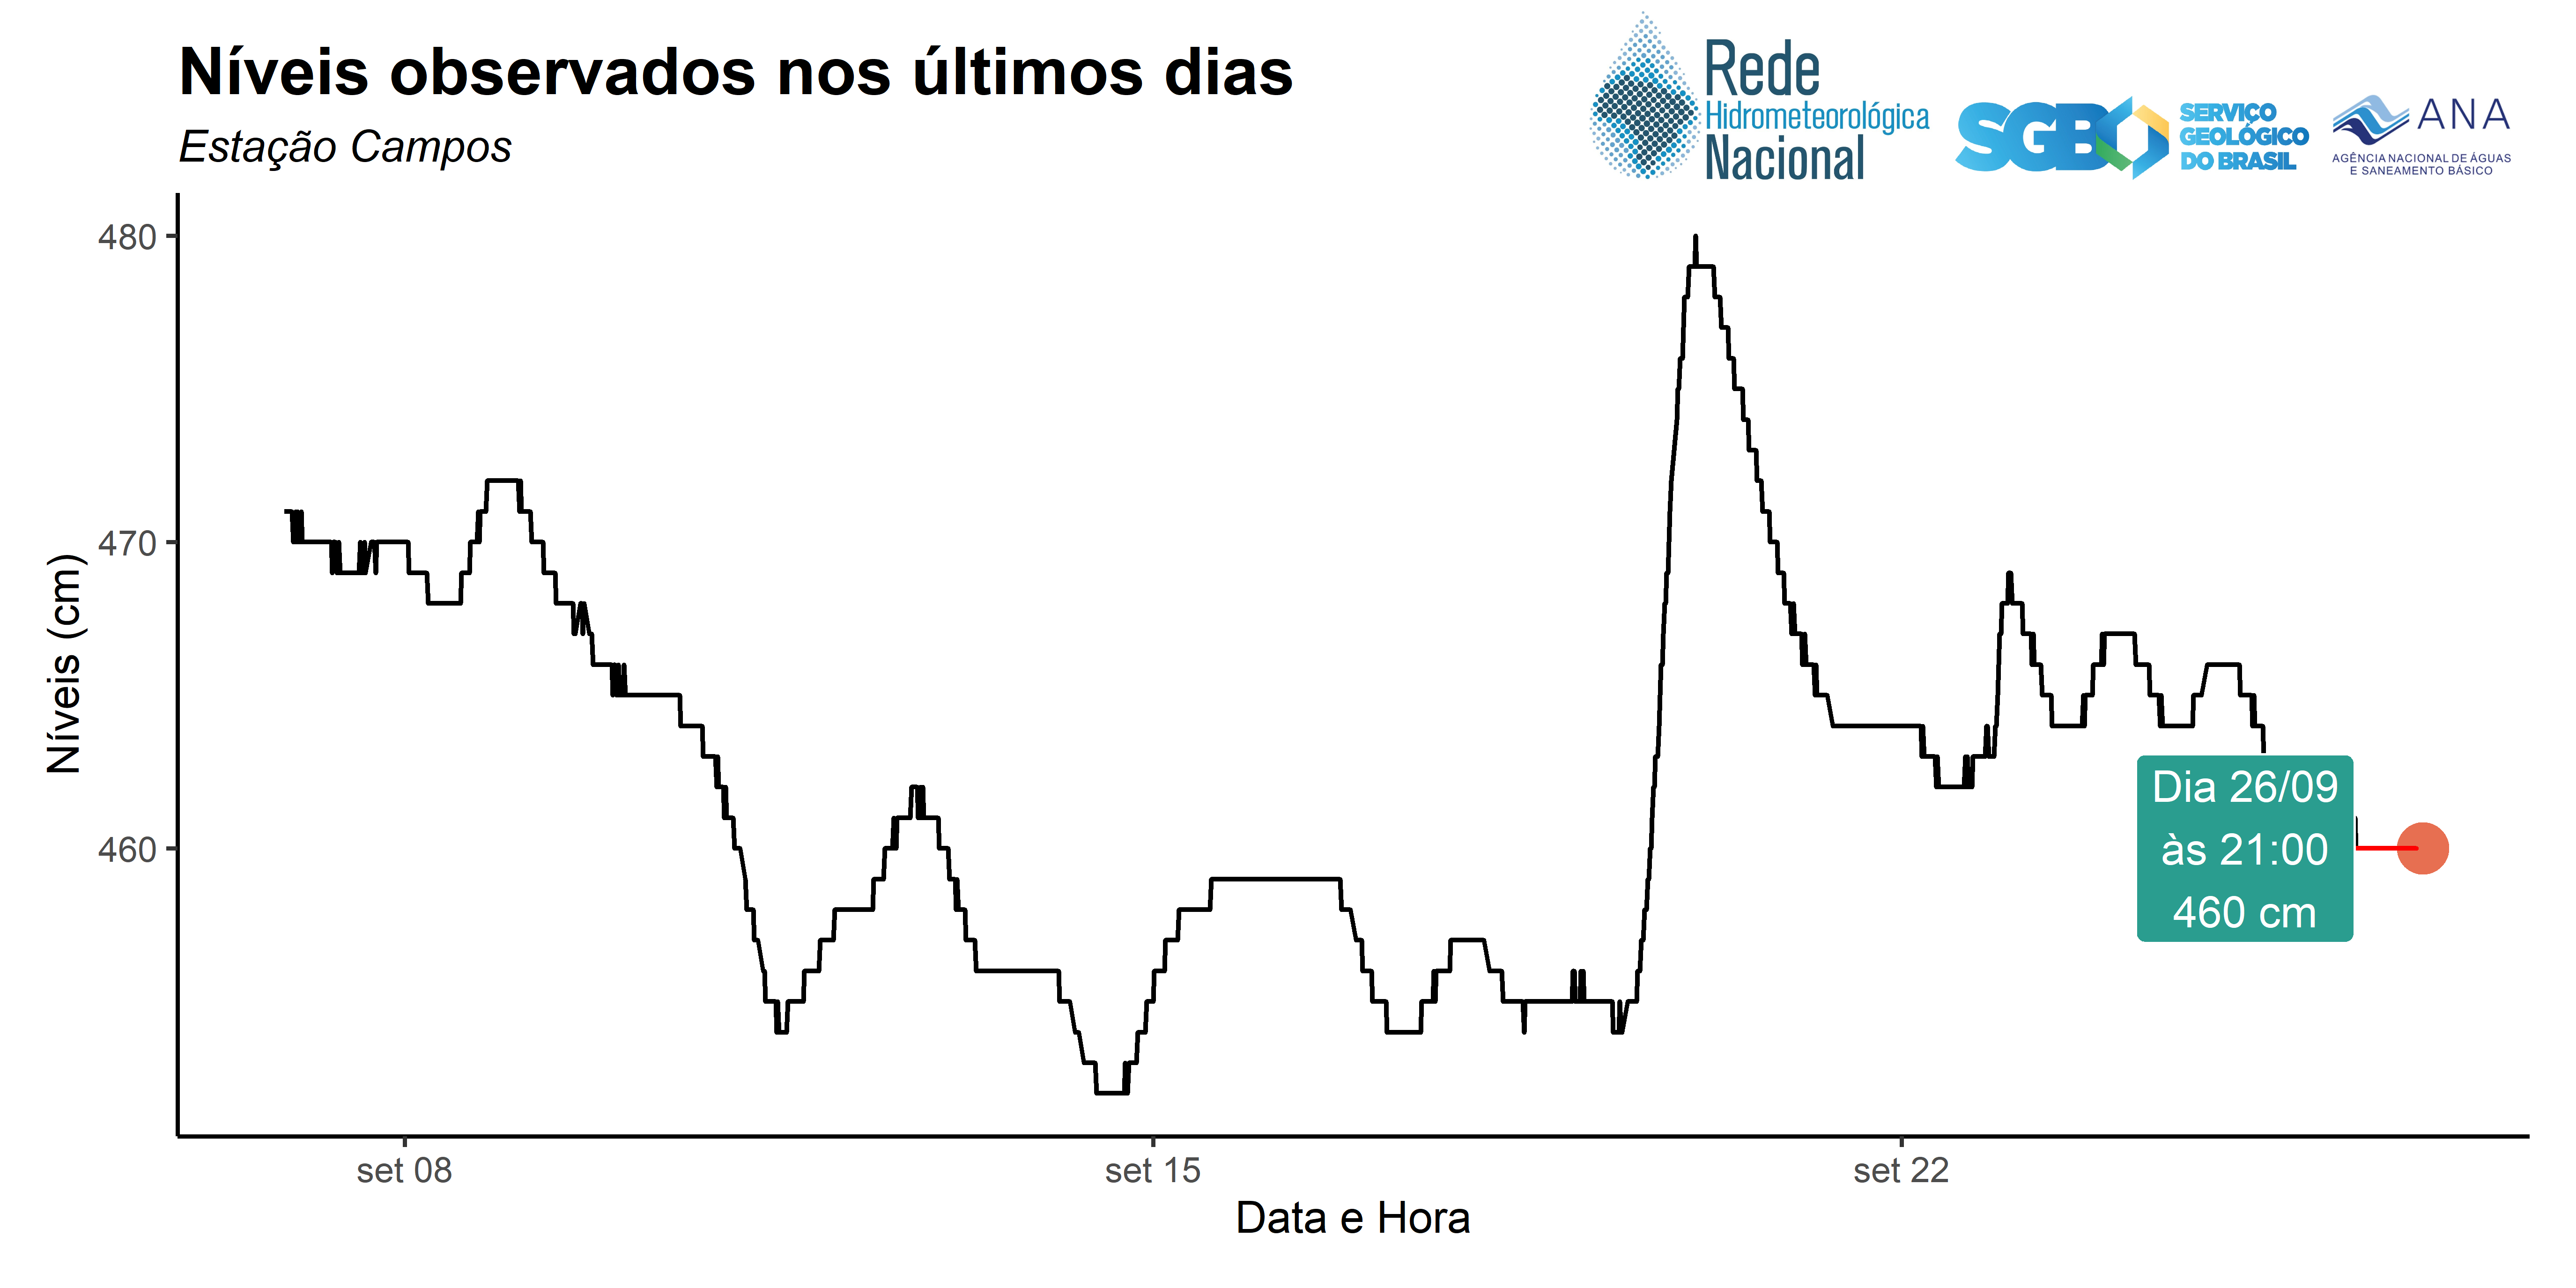 Níveis observados nos últimos dias
Estação Campos
Rede
Hidrometeorológica
Nacional
SGB
SERVIÇO
GEOLÓGICO
DO BRASIL
ANA
AGÊNCIA NACIONAL DE ÁGUAS
E SANEAMENTO BÁSICO
Níveis (cm)
480
470
460
Dia 26/09
às 21:00
460 cm
set 08
set 15
set 22
Data e Hora